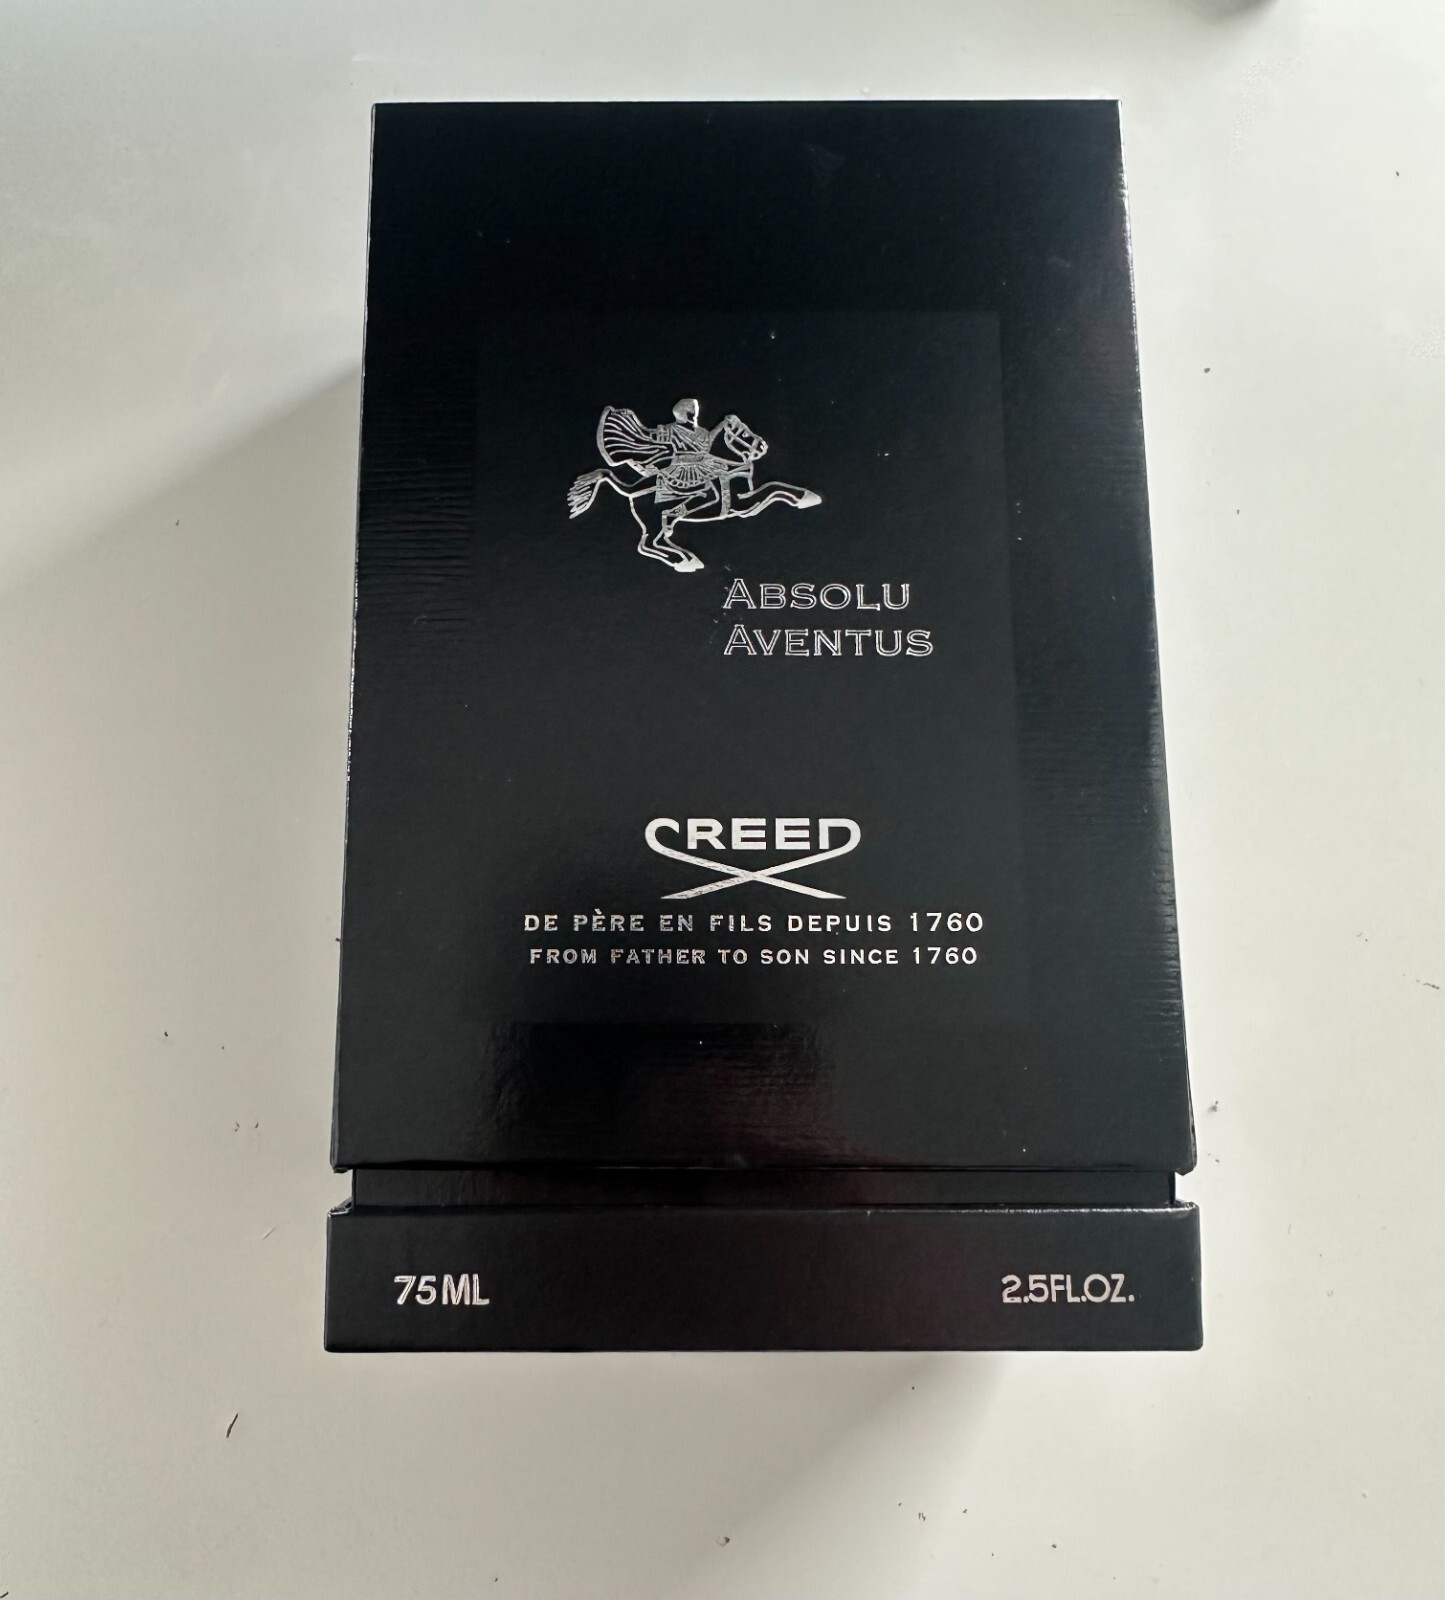 ABSOLU
AVENTUS
CREED
DE PÈRE EN FILS DEPUIS 1760
FROM FATHER TO SON SINCE 1760
75ML
2.5FL.OZ.